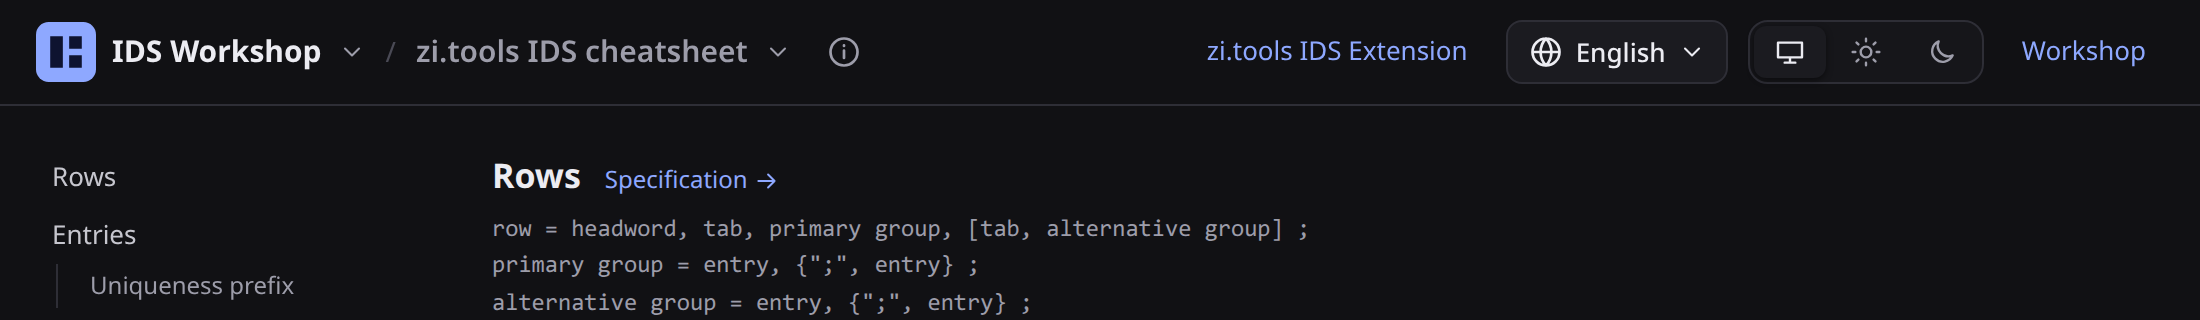 IDS Workshop / zi.tools IDS cheatsheet zi.tools IDS Extension English Workshop
Rows
Entries
Uniqueness prefix
Rows Specification →
row = headword, tab, primary group, [tab, alternative group] ;
primary group = entry, {";", entry} ;
alternative group = entry, {";", entry} ;